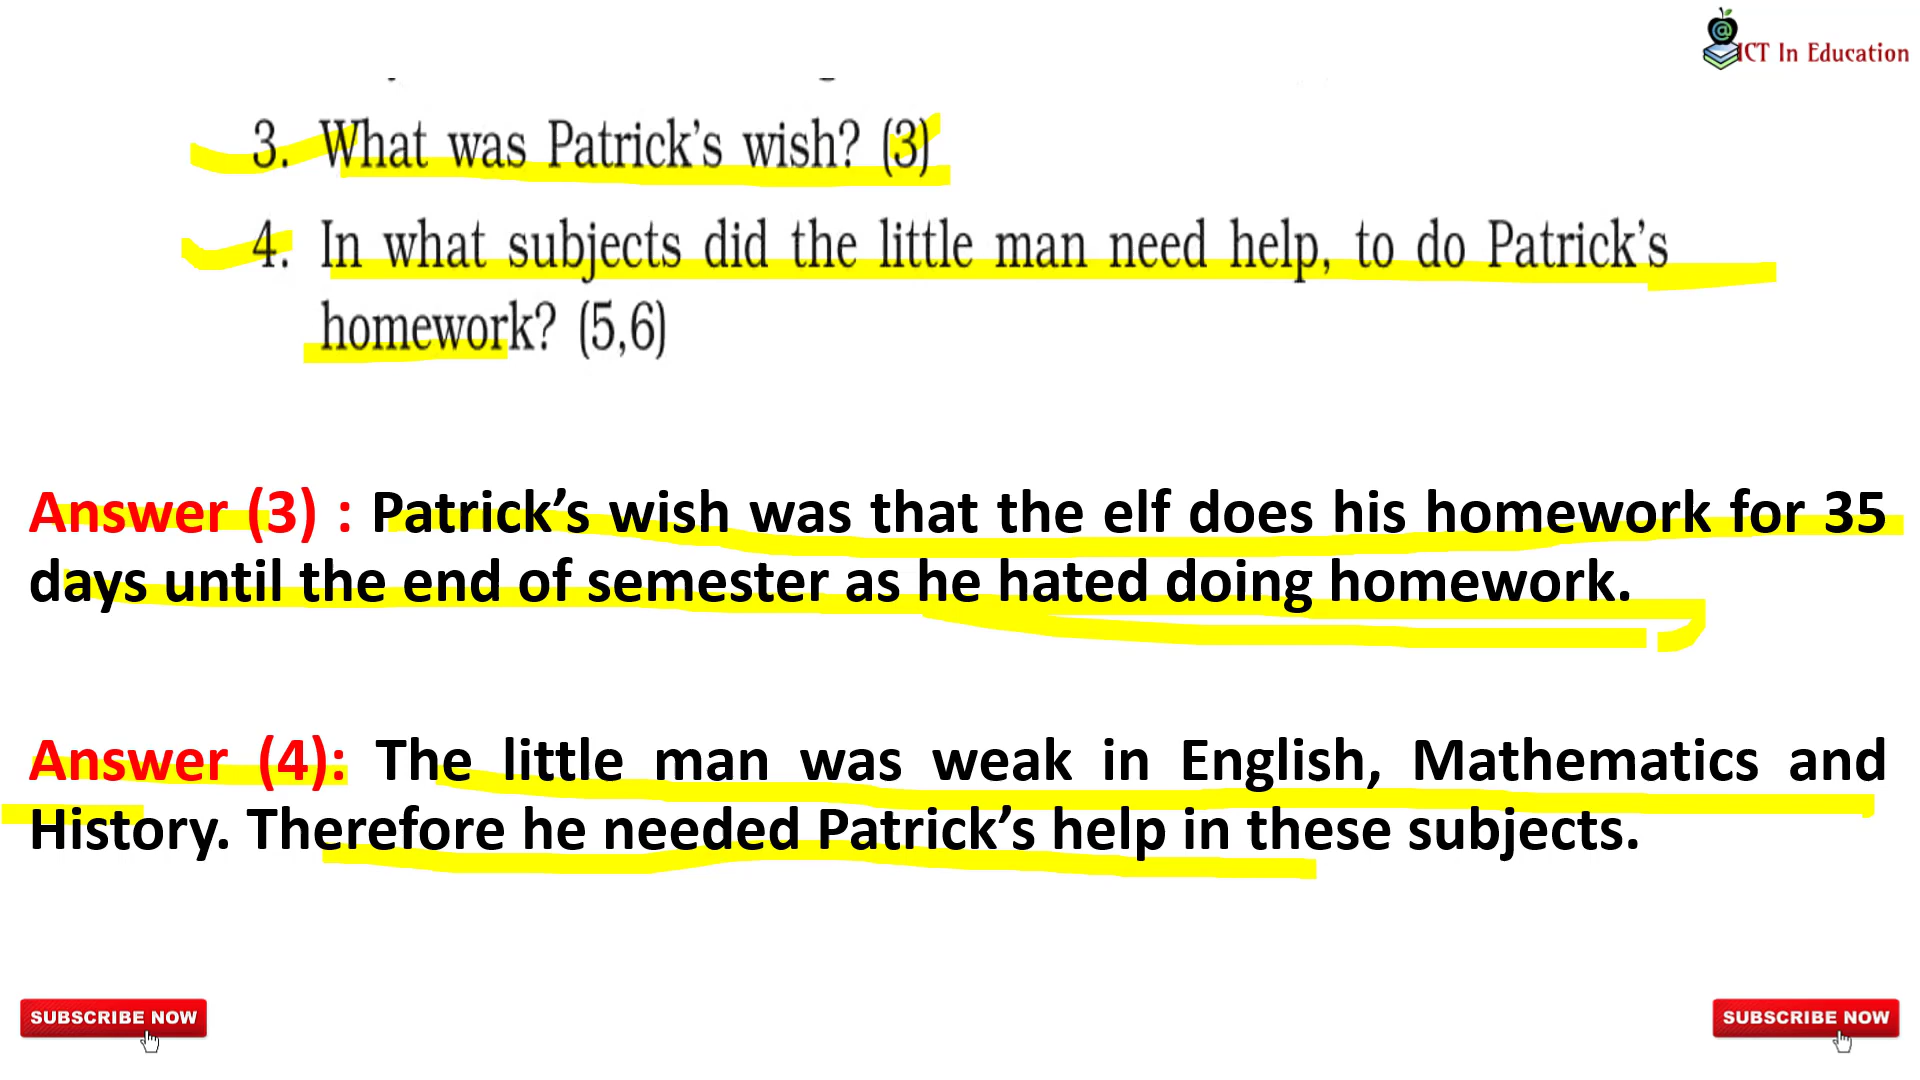 ICT In Education
3. What was Patrick’s wish? (3)
4. In what subjects did the little man need help, to do Patrick’s
homework? (5,6)
Answer (3) : Patrick’s wish was that the elf does his homework for 35
days until the end of semester as he hated doing homework.
Answer (4): The little man was weak in English, Mathematics and
History. Therefore he needed Patrick’s help in these subjects.
SUBSCRIBE NOW
SUBSCRIBE NOW